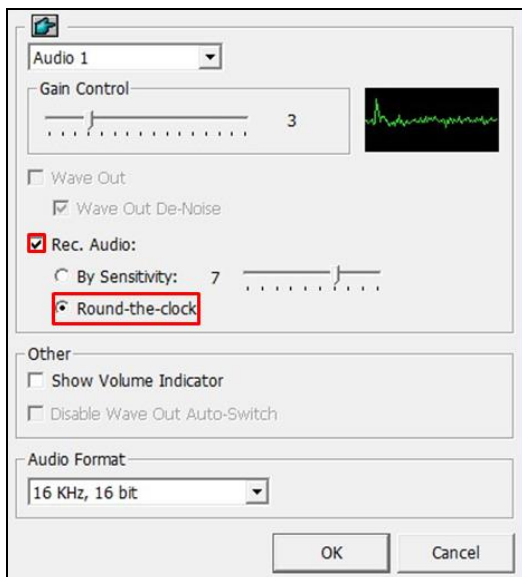 Audio 1
Gain Control
3
Wave Out
Wave Out De-Noise
Rec. Audio:
By Sensitivity: 7
Round-the-clock
Other
Show Volume Indicator
Disable Wave Out Auto-Switch
Audio Format
16 KHz, 16 bit
OK Cancel